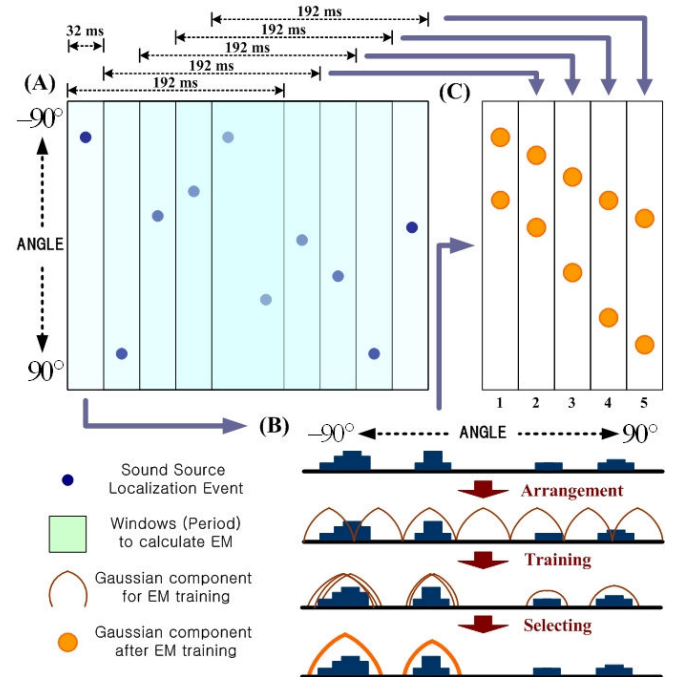 192 ms
32 ms
192 ms
192 ms
192 ms
192 ms
(A)
(C)
−90°
ANGLE
90°
1 2 3 4 5
(B)
−90° ANGLE 90°
Sound Source
Localization Event
Arrangement
Windows (Period)
to calculate EM
Training
Gaussian component
for EM training
Selecting
Gaussian component
after EM training